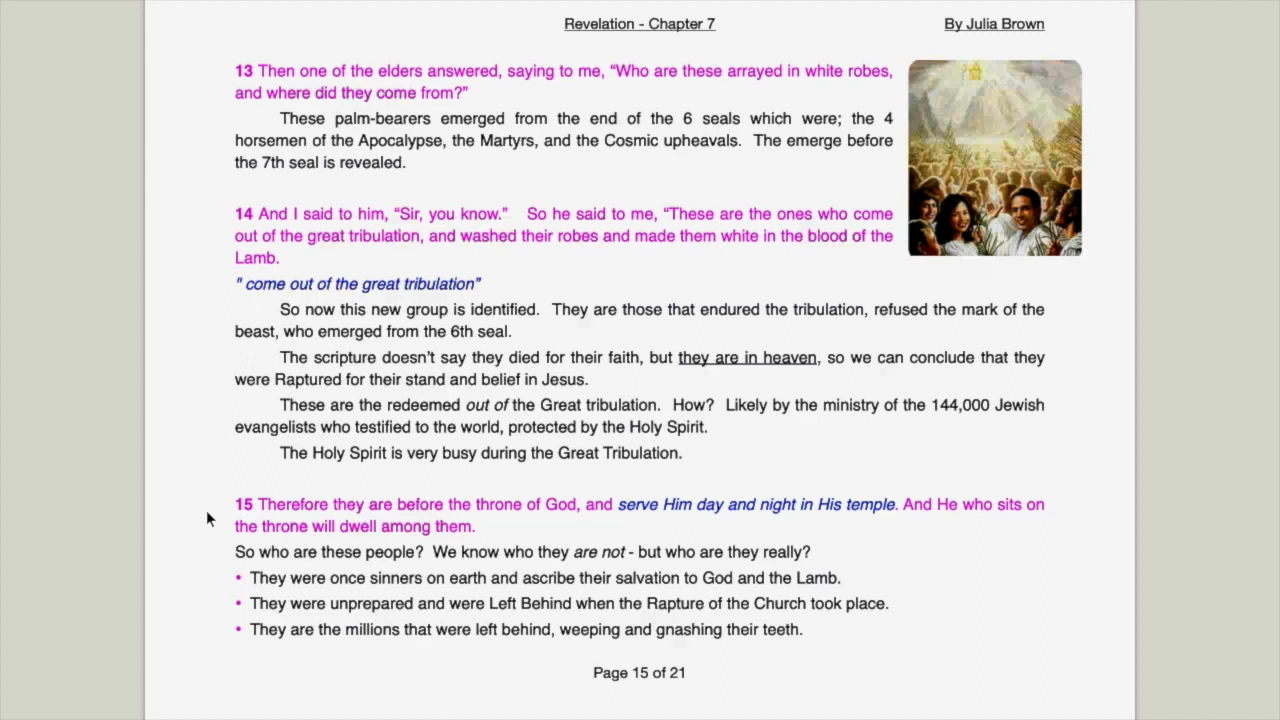 Revelation - Chapter 7
By Julia Brown
13 Then one of the elders answered, saying to me, “Who are these arrayed in white robes,
and where did they come from?”
These palm-bearers emerged from the end of the 6 seals which were; the 4
horsemen of the Apocalypse, the Martyrs, and the Cosmic upheavals. The emerge before
the 7th seal is revealed.
14 And I said to him, “Sir, you know.” So he said to me, “These are the ones who come
out of the great tribulation, and washed their robes and made them white in the blood of the
Lamb.
" come out of the great tribulation”
So now this new group is identified. They are those that endured the tribulation, refused the mark of the
beast, who emerged from the 6th seal.
The scripture doesn’t say they died for their faith, but they are in heaven, so we can conclude that they
were Raptured for their stand and belief in Jesus.
These are the redeemed out of the Great tribulation. How? Likely by the ministry of the 144,000 Jewish
evangelists who testified to the world, protected by the Holy Spirit.
The Holy Spirit is very busy during the Great Tribulation.
15 Therefore they are before the throne of God, and serve Him day and night in His temple. And He who sits on
the throne will dwell among them.
So who are these people? We know who they are not - but who are they really?
• They were once sinners on earth and ascribe their salvation to God and the Lamb.
• They were unprepared and were Left Behind when the Rapture of the Church took place.
• They are the millions that were left behind, weeping and gnashing their teeth.
Page 15 of 21